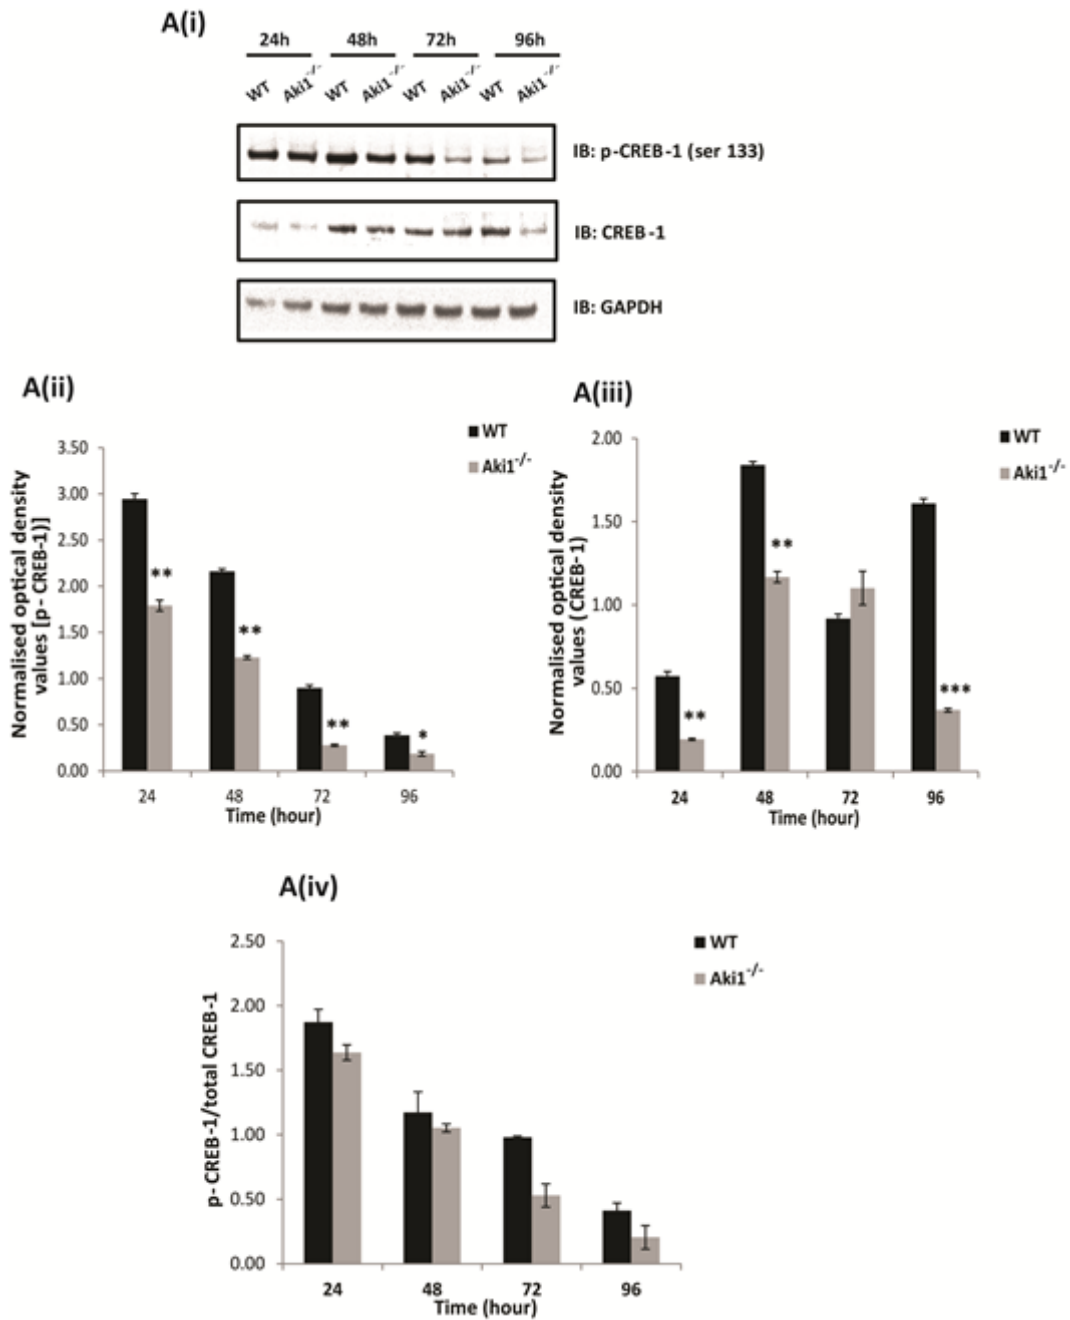 A(i)
24h 48h 72h 96h
WT Aki1-/- WT Aki1-/- WT Aki1-/- WT Aki1-/-
IB: p-CREB-1 (ser 133)
IB: CREB-1
IB: GAPDH
A(ii)
WT
Aki1-/-
Normalised optical density
values [p- CREB-1)]
3.50
3.00
2.50
2.00
1.50
1.00
0.50
0.00
**
**
**
*
24 48 72 96
Time (hour)
A(iii)
WT
Aki1-/-
Normalised optical density
values (CREB-1)
2.00
1.50
1.00
0.50
0.00
**
**
***
24 48 72 96
Time (hour)
A(iv)
WT
Aki1-/-
p-CREB-1/total CREB-1
2.50
2.00
1.50
1.00
0.50
0.00
24 48 72 96
Time (hour)